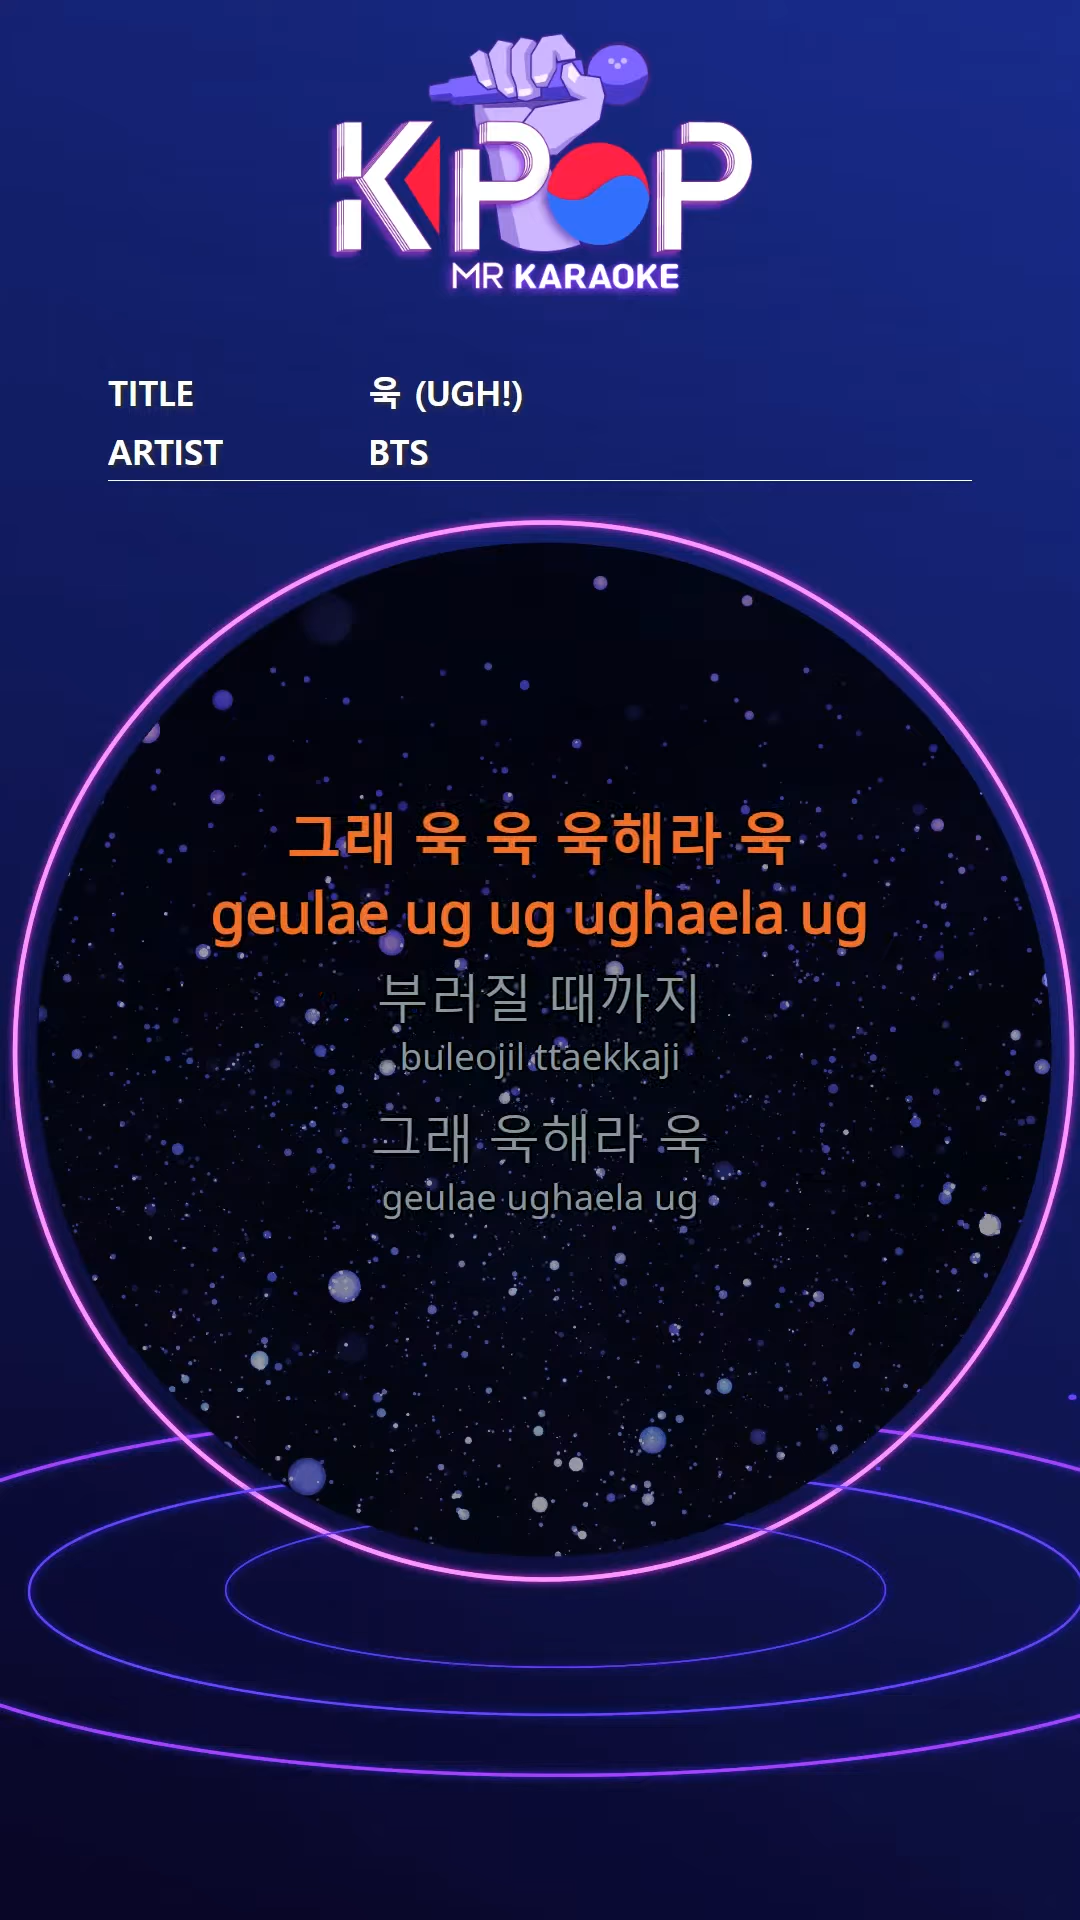 KPOP
MR KARAOKE
TITLE 욱 (UGH!)
ARTIST BTS
그래 욱 욱 욱해라 욱
geulae ug ug ughaela ug
부러질 때까지
buleojil ttaekkaji
그래 욱해라 욱
geulae ughaela ug